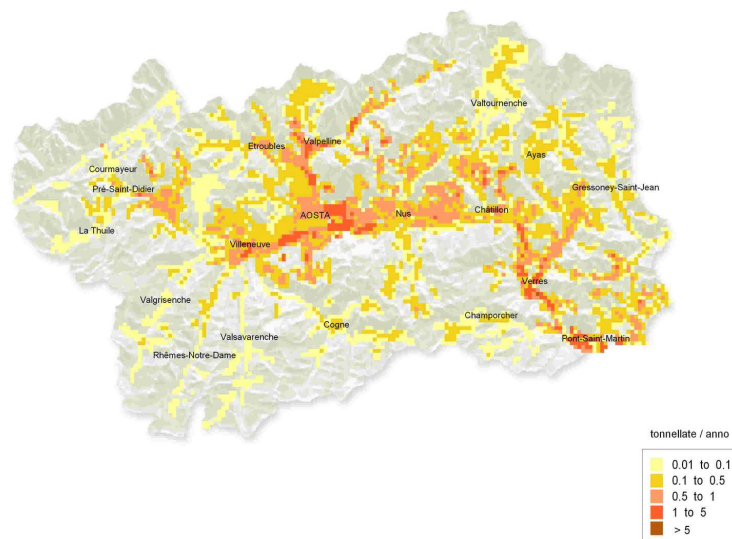 Valtournenche
Etroubles
Valpelline
Ayas
Courmayeur
Pré-Saint-Didier
Gressoney-Saint-Jean
AOSTA
Nus
Châtillon
La Thuile
Villeneuve
Verres
Valgrisenche
Champorcher
Cogne
Valsavarenche
Pont-Saint-Martin
Rhêmes-Notre-Dame
tonnellate / anno
0.01 to 0.1
0.1 to 0.5
0.5 to 1
1 to 5
> 5